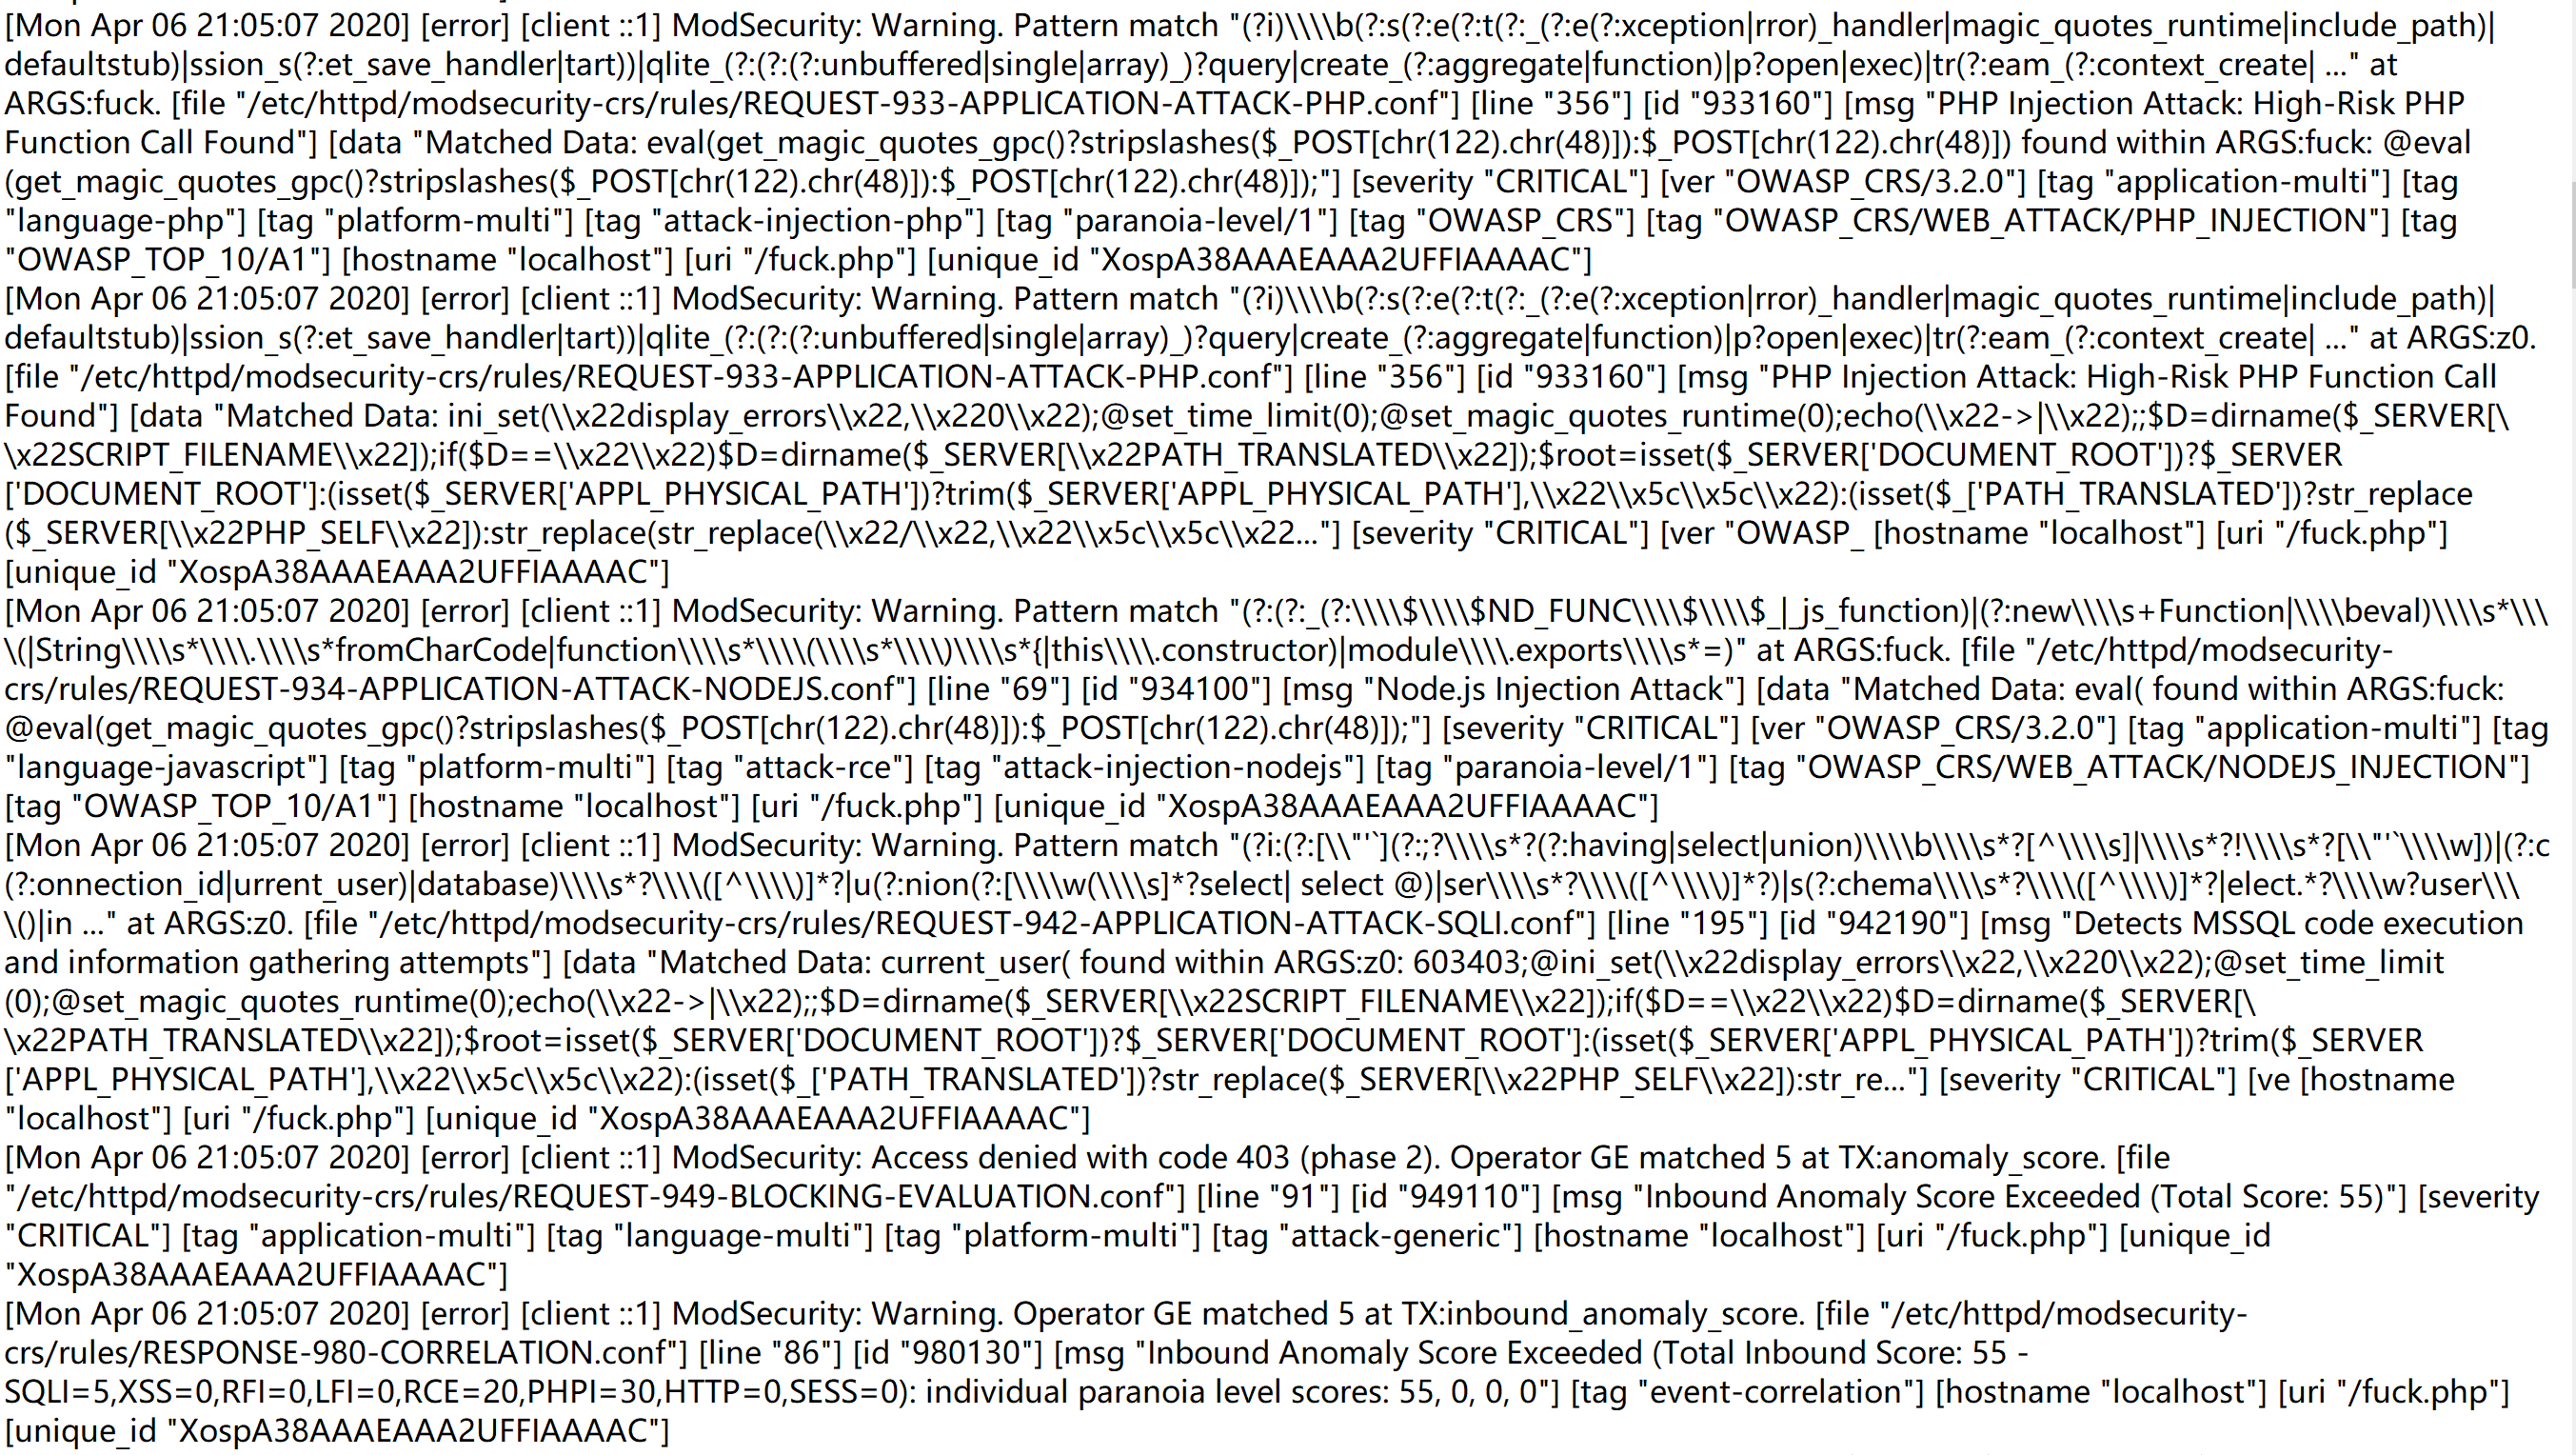 [Mon Apr 06 21:05:07 2020] [error] [client ::1] ModSecurity: Warning. Pattern match "(?i)\\\\b(?:s(?:e(?:t(?:_(?:e(?:xception|rror)_handler|magic_quotes_runtime|include_path)|
defaultstub)|ssion_s(?:et_save_handler|tart))|qlite_(?:(?:(?:unbuffered|single|array)_)?query|create_(?:aggregate|function)|p?open|exec)|tr(?:eam_(?:context_create| ..." at
ARGS:fuck. [file "/etc/httpd/modsecurity-crs/rules/REQUEST-933-APPLICATION-ATTACK-PHP.conf"] [line "356"] [id "933160"] [msg "PHP Injection Attack: High-Risk PHP
Function Call Found"] [data "Matched Data: eval(get_magic_quotes_gpc()?stripslashes($_POST[chr(122).chr(48)]):$_POST[chr(122).chr(48)]) found within ARGS:fuck: @eval
(get_magic_quotes_gpc()?stripslashes($_POST[chr(122).chr(48)]):$_POST[chr(122).chr(48)]);"] [severity "CRITICAL"] [ver "OWASP_CRS/3.2.0"] [tag "application-multi"] [tag
"language-php"] [tag "platform-multi"] [tag "attack-injection-php"] [tag "paranoia-level/1"] [tag "OWASP_CRS"] [tag "OWASP_CRS/WEB_ATTACK/PHP_INJECTION"] [tag
"OWASP_TOP_10/A1"] [hostname "localhost"] [uri "/fuck.php"] [unique_id "XospA38AAAEAAA2UFFIAAAAC"]
[Mon Apr 06 21:05:07 2020] [error] [client ::1] ModSecurity: Warning. Pattern match "(?i)\\\\b(?:s(?:e(?:t(?:_(?:e(?:xception|rror)_handler|magic_quotes_runtime|include_path)|
defaultstub)|ssion_s(?:et_save_handler|tart))|qlite_(?:(?:(?:unbuffered|single|array)_)?query|create_(?:aggregate|function)|p?open|exec)|tr(?:eam_(?:context_create| ..." at ARGS:z0.
[file "/etc/httpd/modsecurity-crs/rules/REQUEST-933-APPLICATION-ATTACK-PHP.conf"] [line "356"] [id "933160"] [msg "PHP Injection Attack: High-Risk PHP Function Call
Found"] [data "Matched Data: ini_set(\\x22display_errors\\x22,\\x220\\x22);@set_time_limit(0);@set_magic_quotes_runtime(0);echo(\\x22->|\\x22);;$D=dirname($_SERVER[\
\x22SCRIPT_FILENAME\\x22]);if($D==\\x22\\x22)$D=dirname($_SERVER[\\x22PATH_TRANSLATED\\x22]);$root=isset($_SERVER['DOCUMENT_ROOT'])?$_SERVER
['DOCUMENT_ROOT']:(isset($_SERVER['APPL_PHYSICAL_PATH'])?trim($_SERVER['APPL_PHYSICAL_PATH'],\\x22\\x5c\\x5c\\x22):(isset($_['PATH_TRANSLATED'])?str_replace
($_SERVER[\\x22PHP_SELF\\x22]):str_replace(str_replace(\\x22/\\x22,\\x22\\x5c\\x5c\\x22..."] [severity "CRITICAL"] [ver "OWASP_ [hostname "localhost"] [uri "/fuck.php"]
[unique_id "XospA38AAAEAAA2UFFIAAAAC"]
[Mon Apr 06 21:05:07 2020] [error] [client ::1] ModSecurity: Warning. Pattern match "(?:(?:_(?:\\\\$\\\\$ND_FUNC\\\\$\\\\$_|_js_function)|(?:new\\\\s+Function|\\\\beval)\\\\s*\\\
\(|String\\\\s*\\\\.\\\\s*fromCharCode|function\\\\s*\\\\(\\\\s*\\\\)\\\\s*{|this\\\\.constructor)|module\\\\.exports\\\\s*=)" at ARGS:fuck. [file "/etc/httpd/modsecurity-
crs/rules/REQUEST-934-APPLICATION-ATTACK-NODEJS.conf"] [line "69"] [id "934100"] [msg "Node.js Injection Attack"] [data "Matched Data: eval( found within ARGS:fuck:
@eval(get_magic_quotes_gpc()?stripslashes($_POST[chr(122).chr(48)]):$_POST[chr(122).chr(48)]);"] [severity "CRITICAL"] [ver "OWASP_CRS/3.2.0"] [tag "application-multi"] [tag
"language-javascript"] [tag "platform-multi"] [tag "attack-rce"] [tag "attack-injection-nodejs"] [tag "paranoia-level/1"] [tag "OWASP_CRS/WEB_ATTACK/NODEJS_INJECTION"]
[tag "OWASP_TOP_10/A1"] [hostname "localhost"] [uri "/fuck.php"] [unique_id "XospA38AAAEAAA2UFFIAAAAC"]
[Mon Apr 06 21:05:07 2020] [error] [client ::1] ModSecurity: Warning. Pattern match "(?i:(?:[\\"'`](?:;?\\\\s*?(?:having|select|union)\\\\b\\\\s*?[^\\\\s]|\\\\s*?!\\\\s*?[\\"'`\\\\w])|(?:c
(?:onnection_id|urrent_user)|database)\\\\s*?\\\\([^\\\\)]*?|u(?:nion(?:[\\\\w(\\\\s]*?select| select @)|ser\\\\s*?\\\\([^\\\\)]*?)|s(?:chema\\\\s*?\\\\([^\\\\)]*?|elect.*?\\\\w?user\\\
\()|in ..." at ARGS:z0. [file "/etc/httpd/modsecurity-crs/rules/REQUEST-942-APPLICATION-ATTACK-SQLI.conf"] [line "195"] [id "942190"] [msg "Detects MSSQL code execution
and information gathering attempts"] [data "Matched Data: current_user( found within ARGS:z0: 603403;@ini_set(\\x22display_errors\\x22,\\x220\\x22);@set_time_limit
(0);@set_magic_quotes_runtime(0);echo(\\x22->|\\x22);;$D=dirname($_SERVER[\\x22SCRIPT_FILENAME\\x22]);if($D==\\x22\\x22)$D=dirname($_SERVER[\
\x22PATH_TRANSLATED\\x22]);$root=isset($_SERVER['DOCUMENT_ROOT'])?$_SERVER['DOCUMENT_ROOT']:(isset($_SERVER['APPL_PHYSICAL_PATH'])?trim($_SERVER
['APPL_PHYSICAL_PATH'],\\x22\\x5c\\x5c\\x22):(isset($_['PATH_TRANSLATED'])?str_replace($_SERVER[\\x22PHP_SELF\\x22]):str_re..."] [severity "CRITICAL"] [ve [hostname
"localhost"] [uri "/fuck.php"] [unique_id "XospA38AAAEAAA2UFFIAAAAC"]
[Mon Apr 06 21:05:07 2020] [error] [client ::1] ModSecurity: Access denied with code 403 (phase 2). Operator GE matched 5 at TX:anomaly_score. [file
"/etc/httpd/modsecurity-crs/rules/REQUEST-949-BLOCKING-EVALUATION.conf"] [line "91"] [id "949110"] [msg "Inbound Anomaly Score Exceeded (Total Score: 55)"] [severity
"CRITICAL"] [tag "application-multi"] [tag "language-multi"] [tag "platform-multi"] [tag "attack-generic"] [hostname "localhost"] [uri "/fuck.php"] [unique_id
"XospA38AAAEAAA2UFFIAAAAC"]
[Mon Apr 06 21:05:07 2020] [error] [client ::1] ModSecurity: Warning. Operator GE matched 5 at TX:inbound_anomaly_score. [file "/etc/httpd/modsecurity-
crs/rules/RESPONSE-980-CORRELATION.conf"] [line "86"] [id "980130"] [msg "Inbound Anomaly Score Exceeded (Total Inbound Score: 55 -
SQLI=5,XSS=0,RFI=0,LFI=0,RCE=20,PHPI=30,HTTP=0,SESS=0): individual paranoia level scores: 55, 0, 0, 0"] [tag "event-correlation"] [hostname "localhost"] [uri "/fuck.php"]
[unique_id "XospA38AAAEAAA2UFFIAAAAC"]